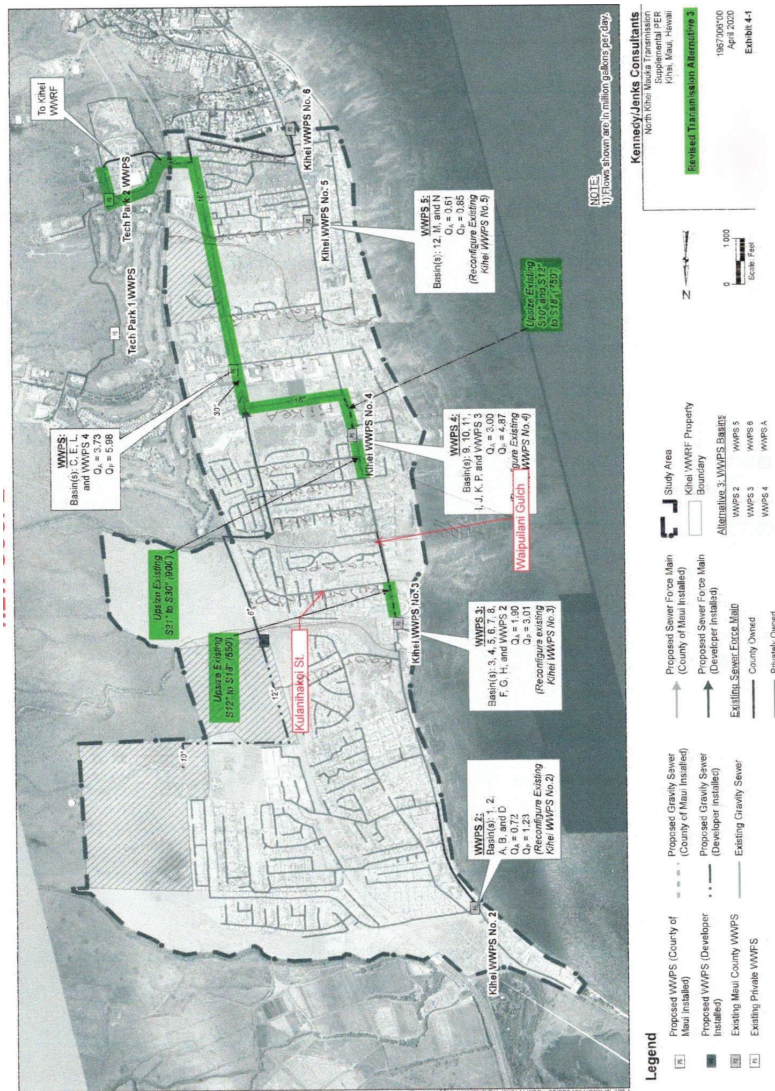 To Kihei
WWRF
Tech Park 2 WWPS
Tech Park 1 WWPS
Kihei WWPS No. 6
Kihei WWPS No. 5
WWPS 5:
Basin(s): 12, M, and N
QA = 0.61
QP = 0.85
(Reconfigure Existing
Kihei WWPS No.5)
NOTE:
1) Flows shown are in million gallons per day.
WWPS:
Basin(s): C, E, L,
and WWPS 4
QA = 3.73
QP = 5.98
30"
18"
Upsize Existing
S10" and S12"
to S18" (750')
Kihei WWPS No. 4
WWPS 4:
Basin(s): 9, 10, 11,
I, J, K, P, and WWPS 3
QA = 3.00
QP = 4.87
gure Existing
WWPS No.4)
Upsize Existing
S21" to S30" (900')
Waipuilani Gulch
Upsize Existing
S12" to S18" (550')
Kulanihakoi St.
8"
12"
10"
Kihei WWPS No. 3
WWPS 3:
Basin(s): 3, 4, 5, 6, 7, 8,
F, G, H, and WWPS 2
QA = 1.90
QP = 3.01
(Reconfigure existing
Kihei WWPS No.3)
WWPS 2:
Basin(s): 1, 2,
A, B, and D
QA = 0.72
QP = 1.23
(Reconfigure Existing
Kihei WWPS No.2)
Kihei WWPS No. 2
Legend
Proposed WWPS (County of
Maui Installed)
Proposed WWPS (Developer
Installed)
Existing Maui County WWPS
Existing Private WWPS
Proposed Gravity Sewer
(County of Maui Installed)
Proposed Gravity Sewer
(Developer Installed)
Existing Gravity Sewer
Proposed Sewer Force Main
(County of Maui Installed)
Proposed Sewer Force Main
(Developer Installed)
Existing Sewer Force Main
County Owned
Privately Owned
Study Area
Kihei WWRF Property
Boundary
Alternative 3: WWPS Basins
WWPS 2
WWPS 3
WWPS 4
WWPS 5
WWPS 6
WWPS A
N
0
1,000
Scale: Feet
Kennedy/Jenks Consultants
North Kihei Mauka Transmission
Supplemental PER
Kihei, Maui, Hawaii
Revised Transmission Alternative 3
1967006*00
April 2020
Exhibit 4-1